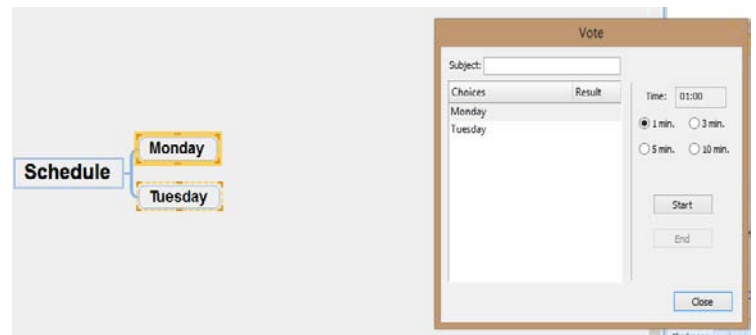 Schedule
Monday
Tuesday
Vote
Subject:
Choices Result
Monday
Tuesday
Time: 01:00
1 min. 3 min.
5 min. 10 min.
Start
End
Close